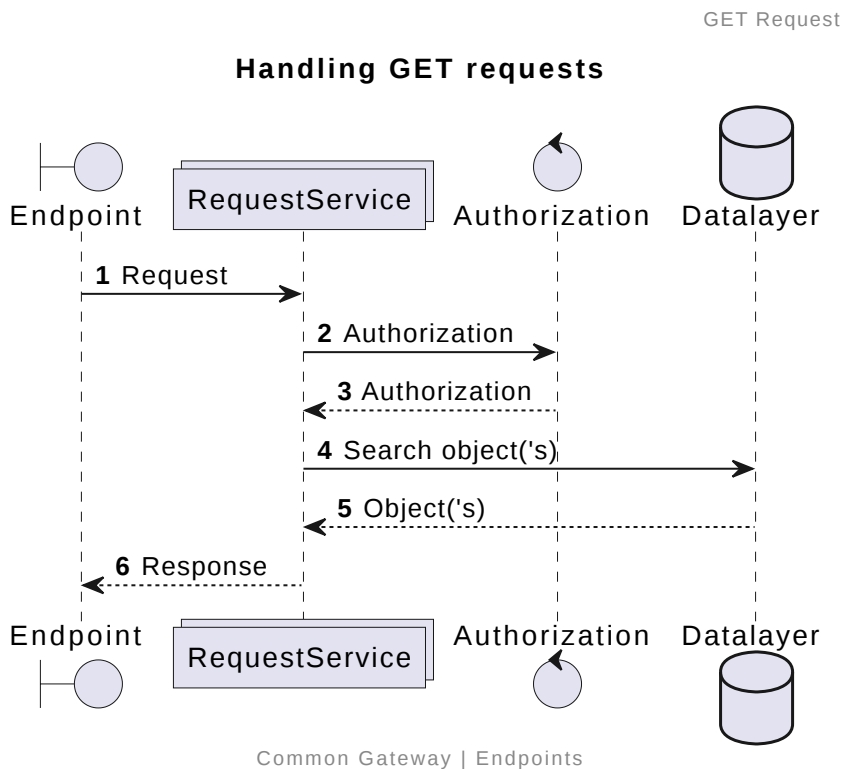 GET Request
Handling GET requests
Endpoint
RequestService
Authorization
Datalayer
1 Request
2 Authorization
3 Authorization
4 Search object('s)
5 Object('s)
6 Response
Endpoint
RequestService
Authorization
Datalayer
Common Gateway | Endpoints